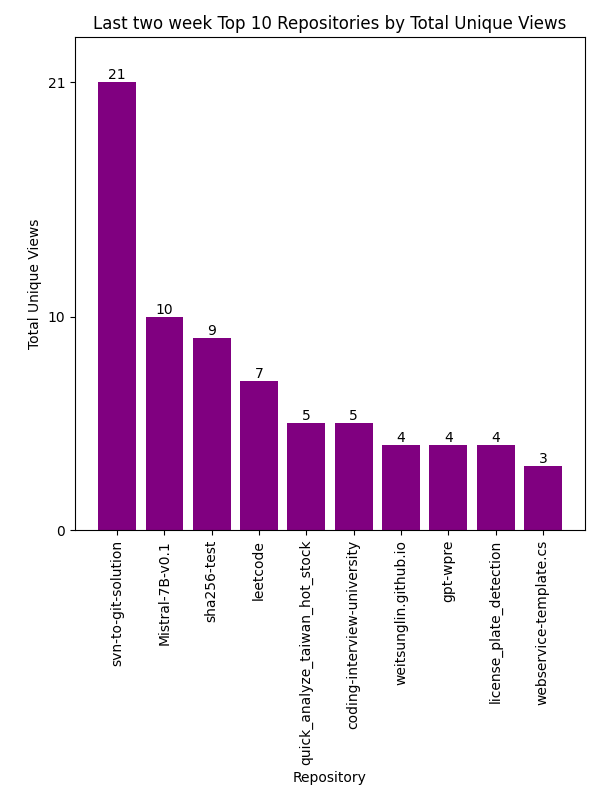 Last two week Top 10 Repositories by Total Unique Views
Total Unique Views
21
10
0
21
10
9
7
5
5
4
4
4
3
svn-to-git-solution
Mistral-7B-v0.1
sha256-test
leetcode
quick_analyze_taiwan_hot_stock
coding-interview-university
weitsunglin.github.io
gpt-wpre
license_plate_detection
webservice-template.cs
Repository